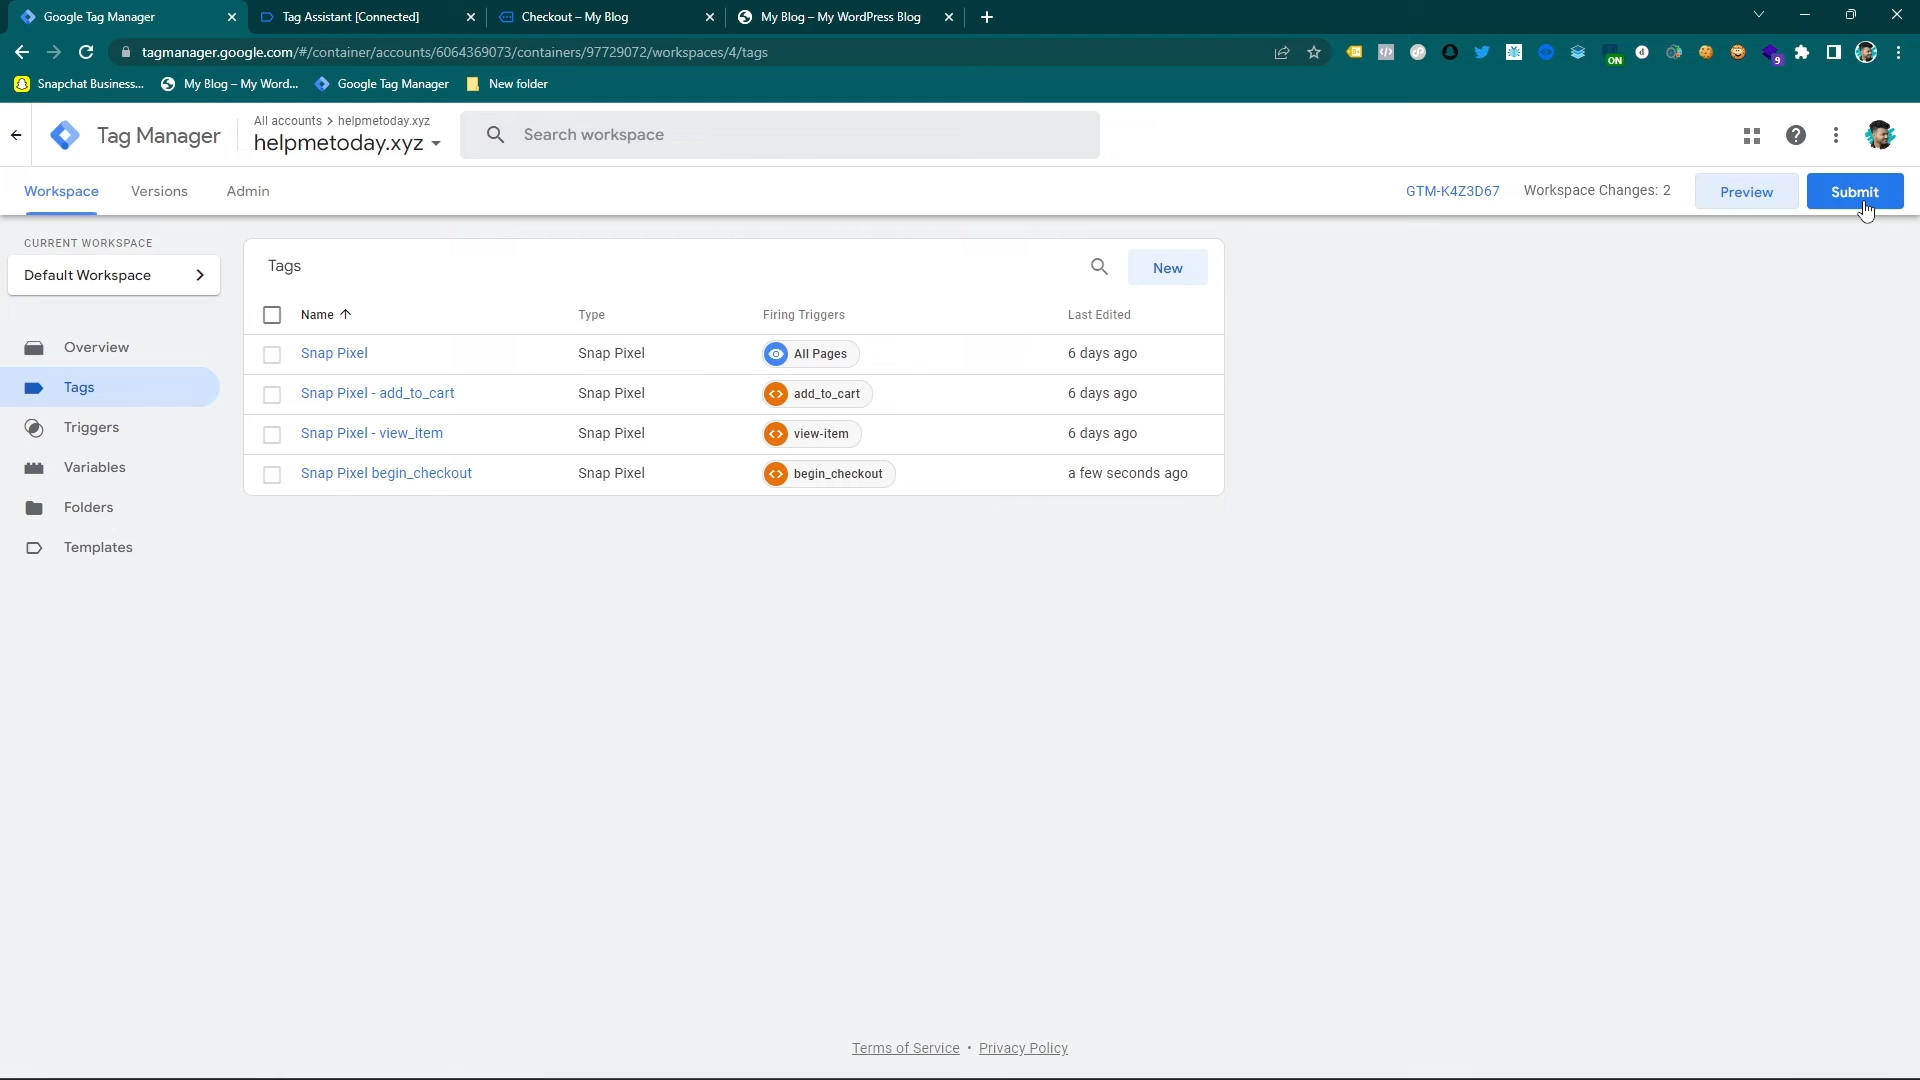 Google Tag Manager
Tag Assistant [Connected]
Checkout – My Blog
My Blog – My WordPress Blog
tagmanager.google.com/#/container/accounts/6064369073/containers/97729072/workspaces/4/tags
ON
9
Snapchat Business...
My Blog – My Word...
Google Tag Manager
New folder
Tag Manager
All accounts > helpmetoday.xyz
helpmetoday.xyz
Search workspace
Workspace
Versions
Admin
GTM-K4Z3D67
Workspace Changes: 2
Preview
Submit
CURRENT WORKSPACE
Default Workspace
Overview
Tags
Triggers
Variables
Folders
Templates
Tags
New
Name Type Firing Triggers Last Edited
Snap Pixel Snap Pixel All Pages 6 days ago
Snap Pixel - add_to_cart Snap Pixel add_to_cart 6 days ago
Snap Pixel - view_item Snap Pixel view-item 6 days ago
Snap Pixel begin_checkout Snap Pixel begin_checkout a few seconds ago
Terms of Service • Privacy Policy